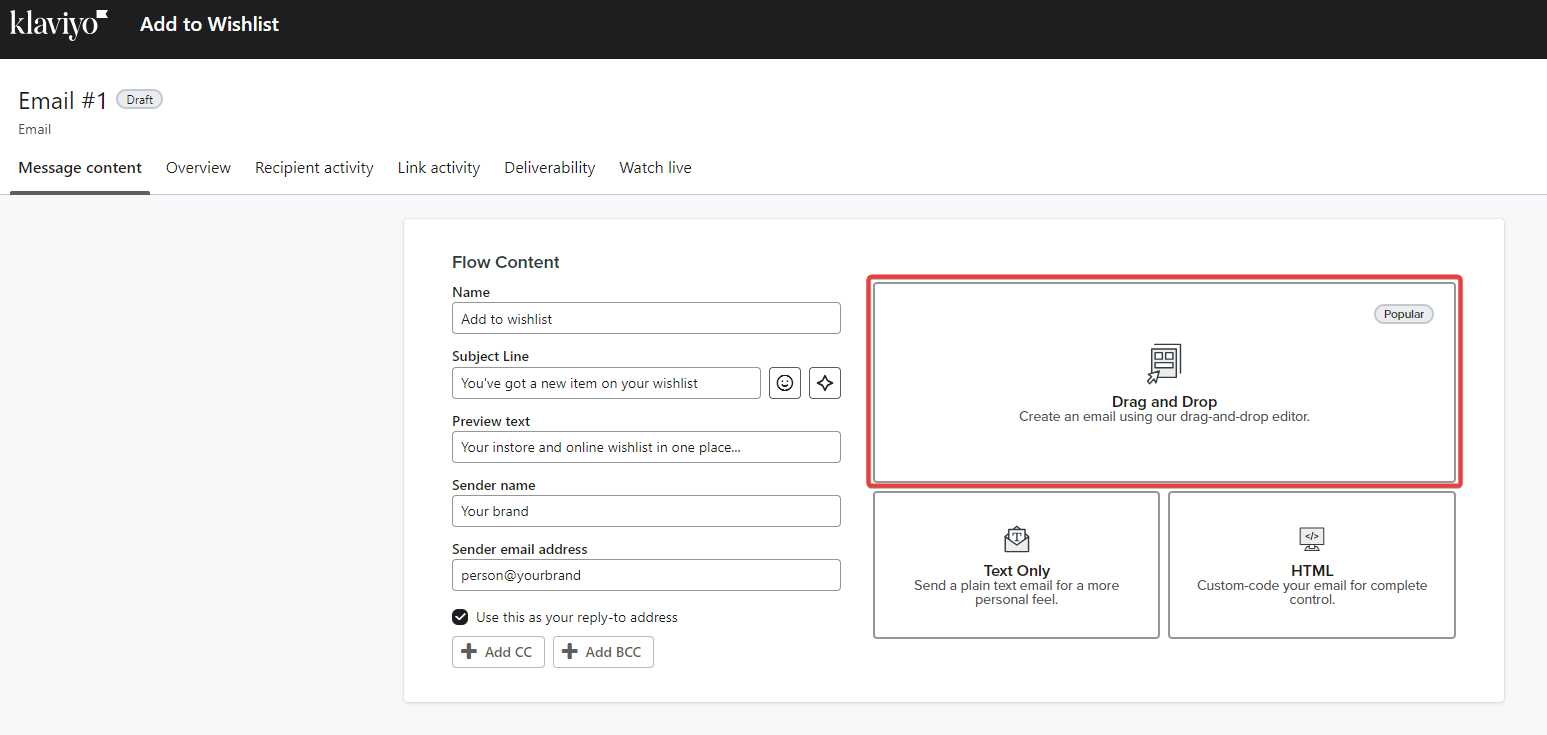 klaviyo Add to Wishlist
Email #1 Draft
Email
Message content Overview Recipient activity Link activity Deliverability Watch live
Flow Content
Name
Add to wishlist
Subject Line
You've got a new item on your wishlist
Preview text
Your instore and online wishlist in one place...
Sender name
Your brand
Sender email address
person@yourbrand
Use this as your reply-to address
Add CC Add BCC
Popular
Drag and Drop
Create an email using our drag-and-drop editor.
T
Text Only
Send a plain text email for a more
personal feel.
</>
HTML
Custom-code your email for complete
control.